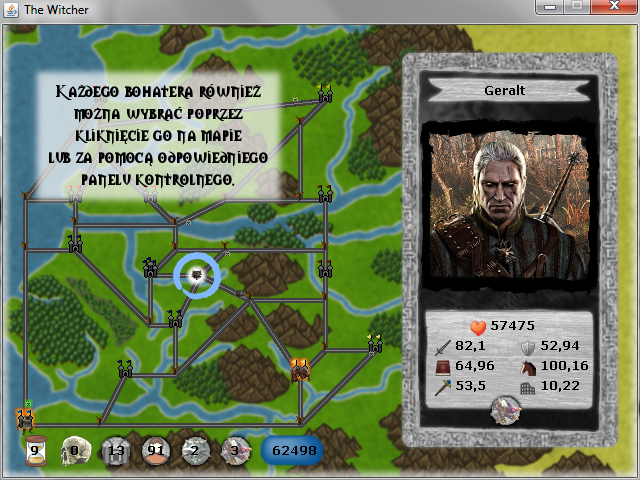 The Witcher
Każdego bohatera również
można wybrać poprzez
kliknięcie go na mapie
lub za pomocą odpowiedniego
panelu kontrolnego.
Geralt
57475
82,1 52,94
64,96 100,16
53,5 10,22
9 0 13 91 2 3 62498